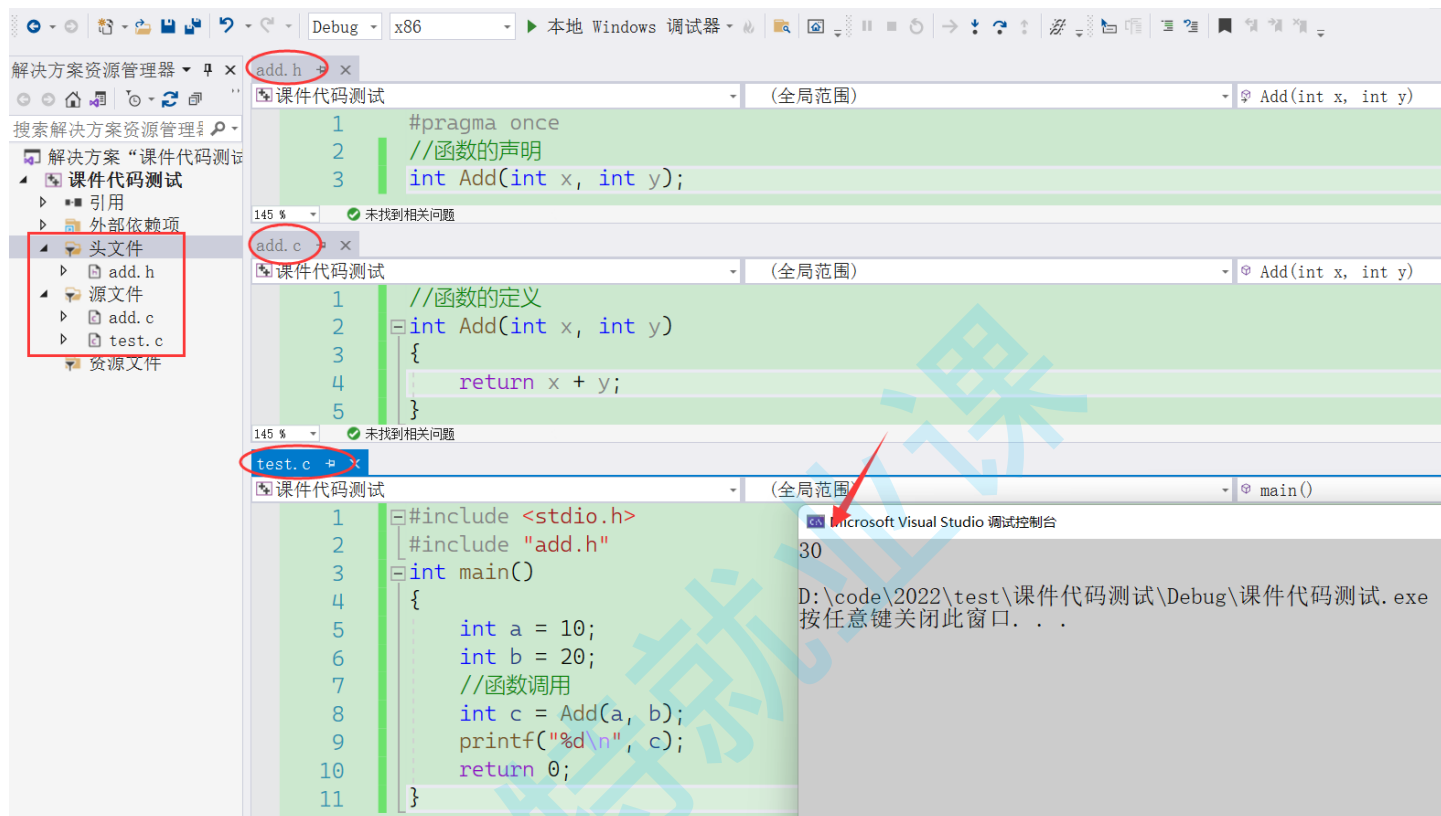 Debug x86 本地 Windows 调试器
解决方案资源管理器
搜索解决方案资源管理
解决方案“课件代码测试
课件代码测试
引用
外部依赖项
头文件
add.h
源文件
add.c
test.c
资源文件
add.h
课件代码测试 (全局范围) Add(int x, int y)
1 #pragma once
2 //函数的声明
3 int Add(int x, int y);
145 % 未找到相关问题
add.c
课件代码测试 (全局范围) Add(int x, int y)
1 //函数的定义
2 int Add(int x, int y)
3 {
4 return x + y;
5 }
145 % 未找到相关问题
test.c
课件代码测试 (全局范围) main()
1 #include <stdio.h>
2 #include "add.h"
3 int main()
4 {
5 int a = 10;
6 int b = 20;
7 //函数调用
8 int c = Add(a, b);
9 printf("%d\n", c);
10 return 0;
11 }
Microsoft Visual Studio 调试控制台
30
D:\code\2022\test\课件代码测试\Debug\课件代码测试.exe
按任意键关闭此窗口. . .
特就业课